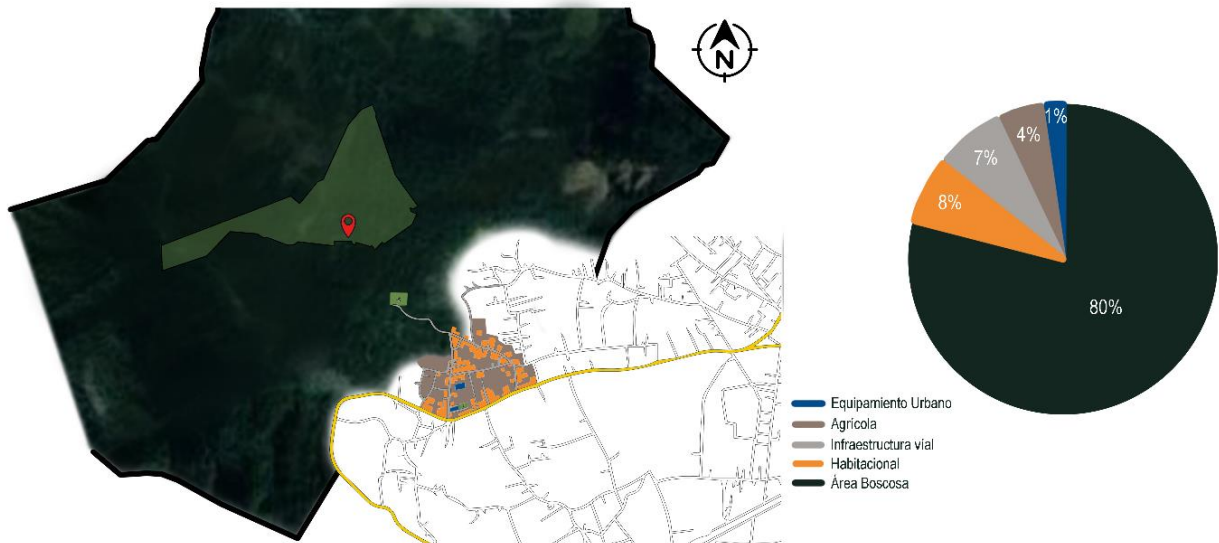 N
1%
4%
7%
8%
80%
Equipamiento Urbano
Agrícola
Infraestructura vial
Habitacional
Área Boscosa